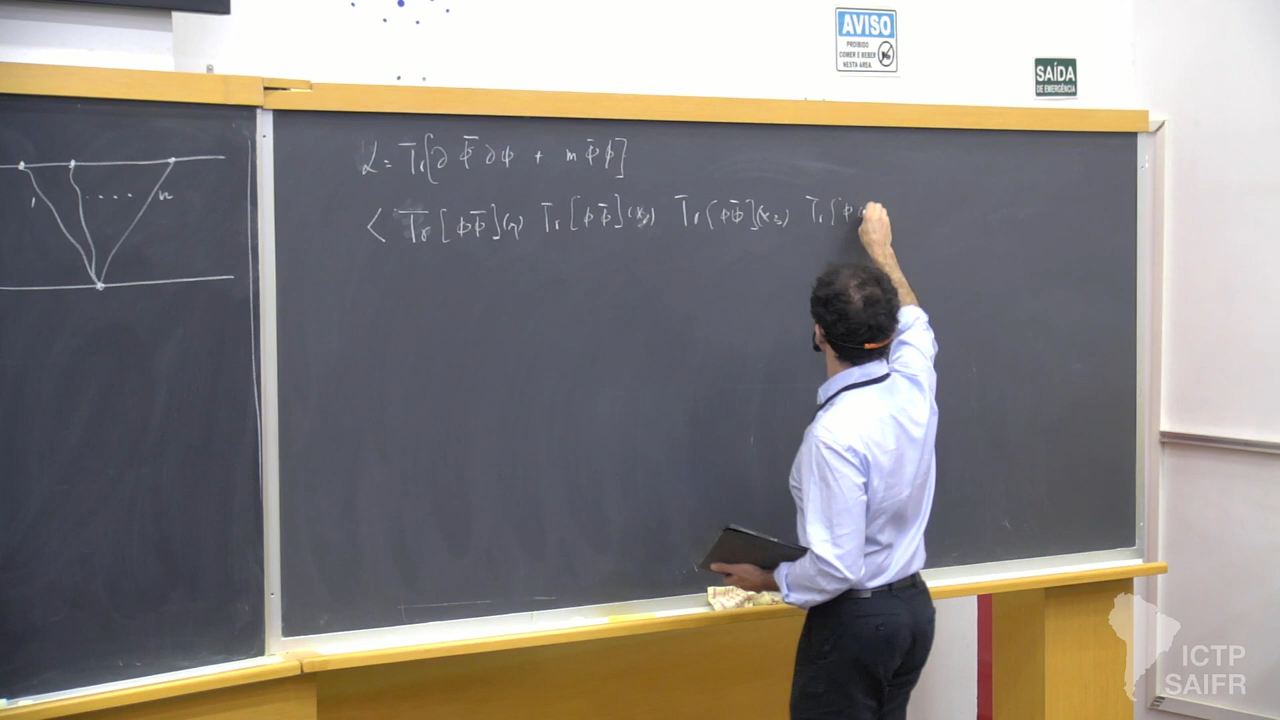 AVISO
PROIBIDO
COMER E BEBER
NESTA ÁREA.
SAÍDA
DE EMERGÊNCIA
1 .... n
L = Tr[∂ Φ̄ ∂φ + m Φ̄ φ]
< Tr [φ Φ̄](x₁) Tr [φ Φ̄](x₂) Tr [φ Φ̄](x₃) Tr [φ
ICTP
SAIFR